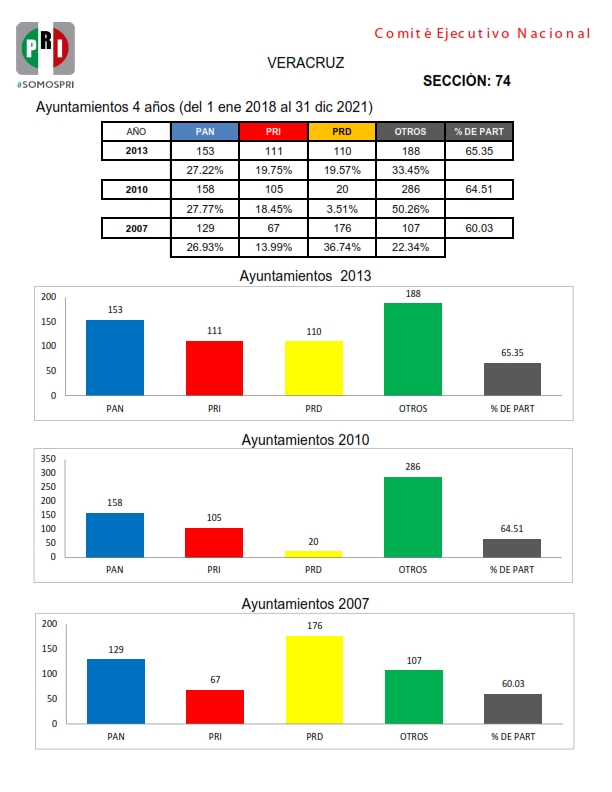 Comité Ejecutivo Nacional
PRI
#SOMOSPRI
VERACRUZ
SECCIÓN: 74
Ayuntamientos 4 años (del 1 ene 2018 al 31 dic 2021)
AÑO PAN PRI PRD OTROS % DE PART
2013 153 111 110 188 65.35
27.22% 19.75% 19.57% 33.45%
2010 158 105 20 286 64.51
27.77% 18.45% 3.51% 50.26%
2007 129 67 176 107 60.03
26.93% 13.99% 36.74% 22.34%
Ayuntamientos 2013
200
150
100
50
0
153
111
110
188
65.35
PAN PRI PRD OTROS % DE PART
Ayuntamientos 2010
350
300
250
200
150
100
50
0
158
105
20
286
64.51
PAN PRI PRD OTROS % DE PART
Ayuntamientos 2007
200
150
100
50
0
129
67
176
107
60.03
PAN PRI PRD OTROS % DE PART